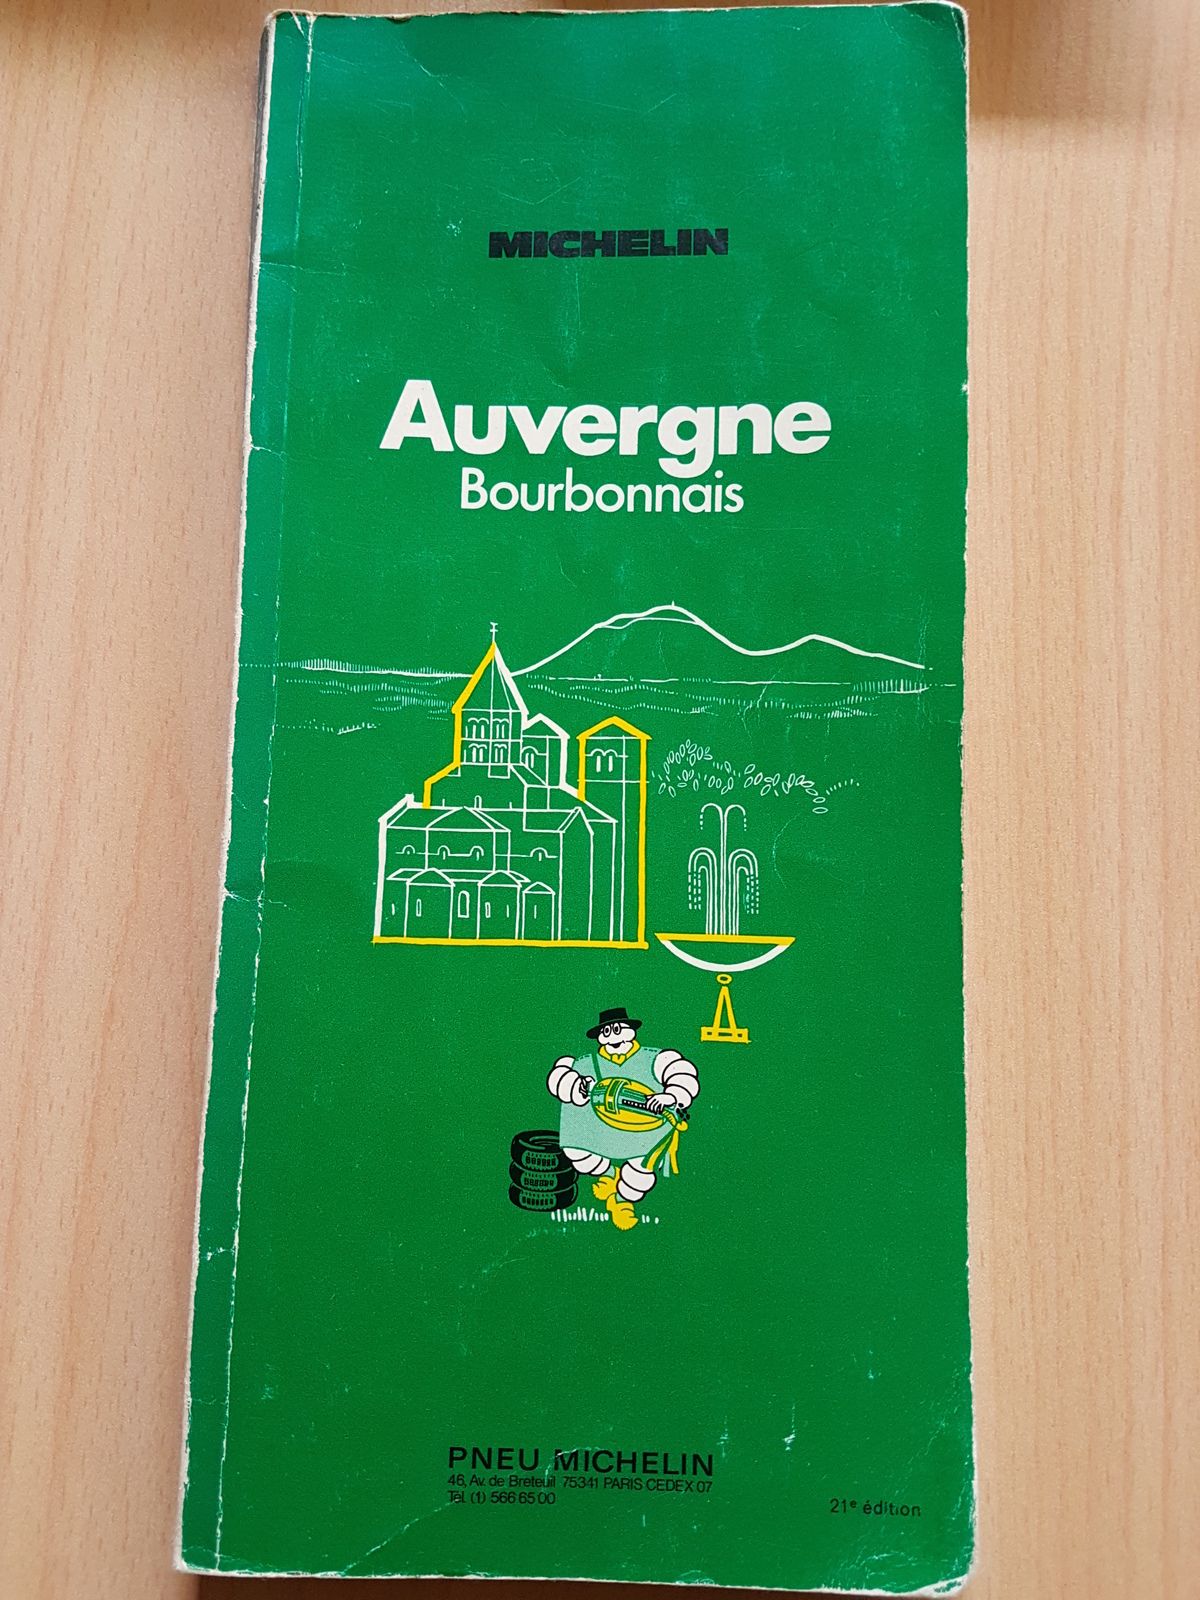 MICHELIN
Auvergne
Bourbonnais
PNEU MICHELIN
46, Av. de Breteuil 75341 PARIS CEDEX 07
Tél. (1) 566 65 00
21e édition